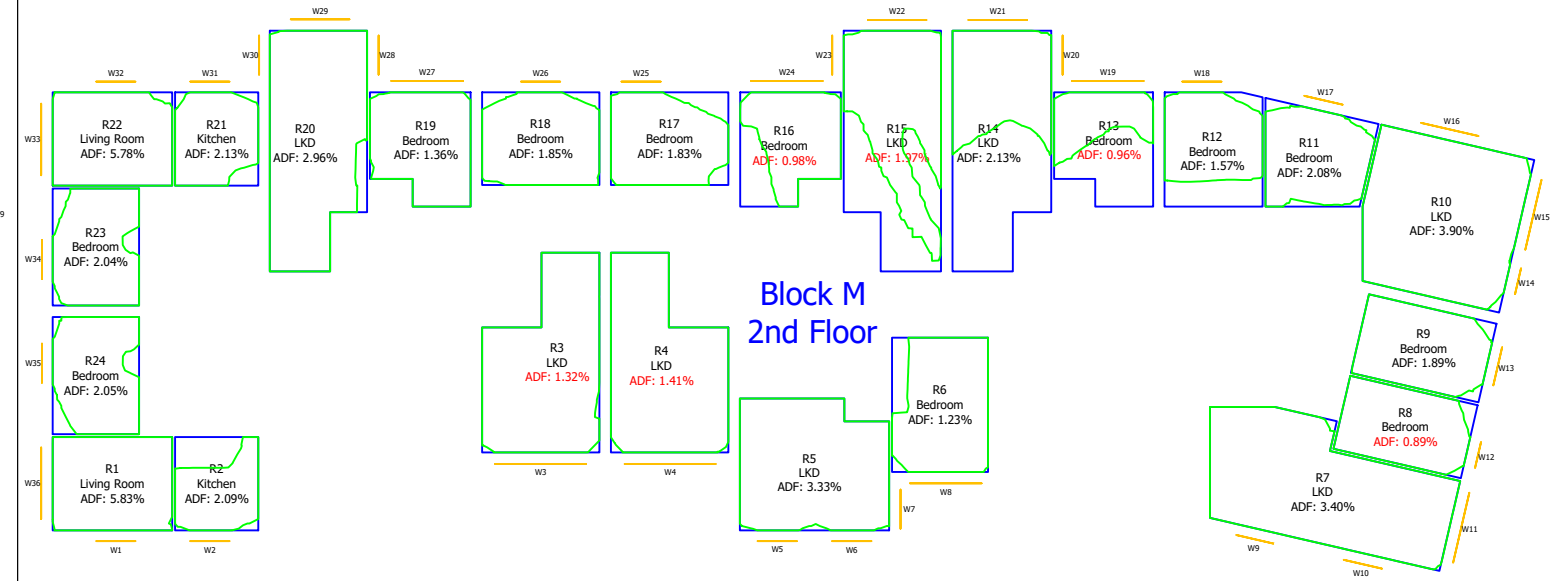 W29
W22
W21
W30
W28
W23
W20
W32
W31
W27
W26
W25
W24
W19
W18
W17
W16
W33
R22
Living Room
ADF: 5.78%
R21
Kitchen
ADF: 2.13%
R20
LKD
ADF: 2.96%
R19
Bedroom
ADF: 1.36%
R18
Bedroom
ADF: 1.85%
R17
Bedroom
ADF: 1.83%
R16
Bedroom
ADF: 0.98%
R15
LKD
ADF: 1.97%
R14
LKD
ADF: 2.13%
R13
Bedroom
ADF: 0.96%
R12
Bedroom
ADF: 1.57%
R11
Bedroom
ADF: 2.08%
R10
LKD
ADF: 3.90%
W15
W14
9
W34
R23
Bedroom
ADF: 2.04%
Block M
2nd Floor
W35
R24
Bedroom
ADF: 2.05%
R3
LKD
ADF: 1.32%
R4
LKD
ADF: 1.41%
R6
Bedroom
ADF: 1.23%
R9
Bedroom
ADF: 1.89%
W13
R8
Bedroom
ADF: 0.89%
W12
W36
R1
Living Room
ADF: 5.83%
R2
Kitchen
ADF: 2.09%
W3
W4
R5
LKD
ADF: 3.33%
W8
W7
R7
LKD
ADF: 3.40%
W11
W1
W2
W5
W6
W9
W10